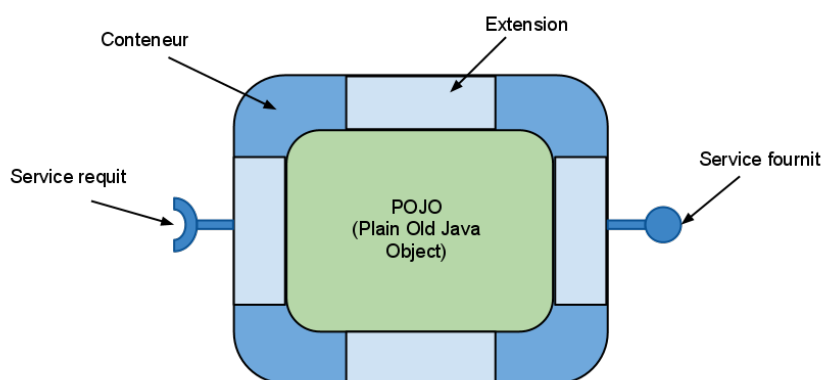 Extension
Conteneur
Service requit
Service fournit
POJO
(Plain Old Java
Object)